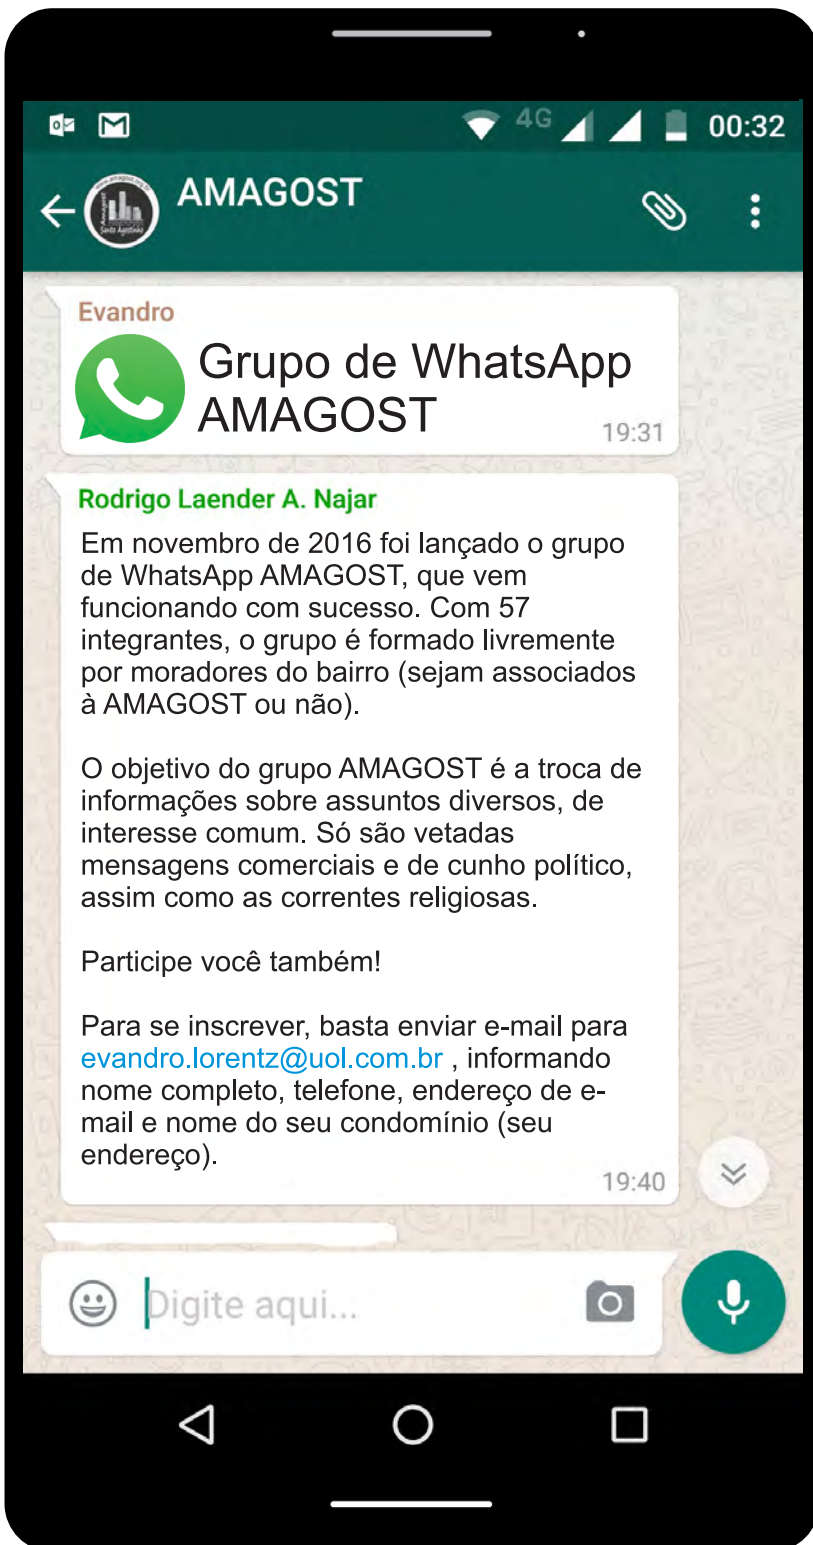 4G 00:32
AMAGOST
Evandro
Grupo de WhatsApp
AMAGOST
19:31
Rodrigo Laender A. Najar
Em novembro de 2016 foi lançado o grupo
de WhatsApp AMAGOST, que vem
funcionando com sucesso. Com 57
integrantes, o grupo é formado livremente
por moradores do bairro (sejam associados
à AMAGOST ou não).
O objetivo do grupo AMAGOST é a troca de
informações sobre assuntos diversos, de
interesse comum. Só são vetadas
mensagens comerciais e de cunho político,
assim como as correntes religiosas.
Participe você também!
Para se inscrever, basta enviar e-mail para
evandro.lorentz@uol.com.br , informando
nome completo, telefone, endereço de e-
mail e nome do seu condomínio (seu
endereço).
19:40
Digite aqui...